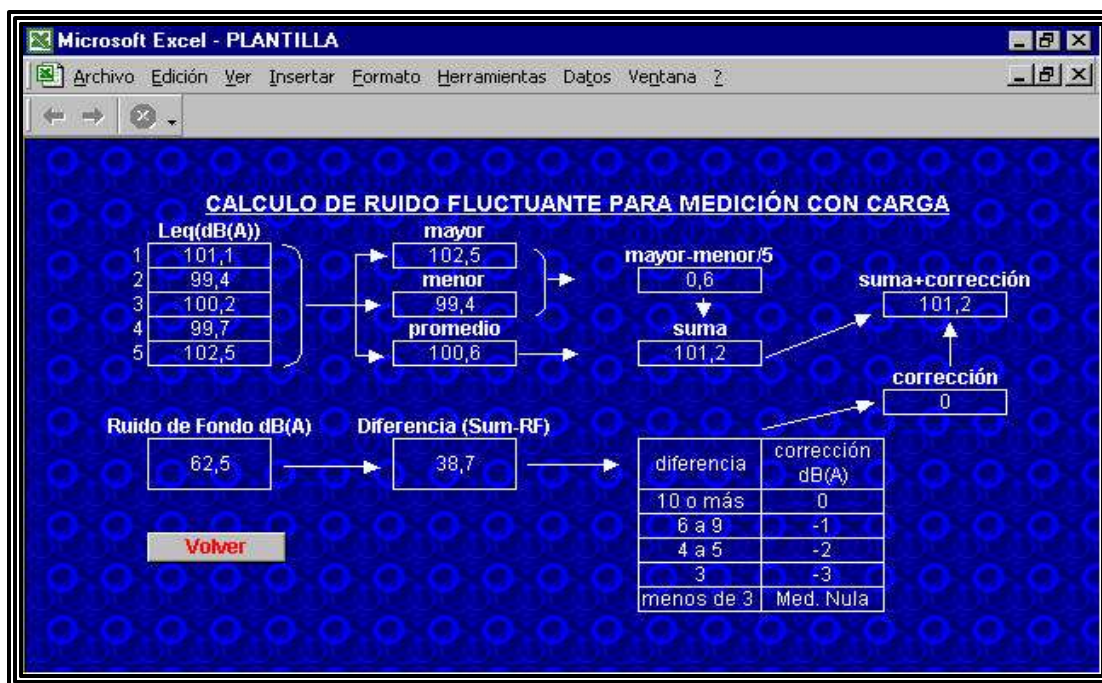 Microsoft Excel - PLANTILLA
Archivo Edición Ver Insertar Formato Herramientas Datos Ventana ?
CALCULO DE RUIDO FLUCTUANTE PARA MEDICIÓN CON CARGA
Leq(dB(A))
1 101,1
2 99,4
3 100,2
4 99,7
5 102,5
mayor
102,5
menor
99,4
promedio
100,6
mayor-menor/5
0,6
suma
101,2
suma+corrección
101,2
corrección
0
Ruido de Fondo dB(A)
62,5
Diferencia (Sum-RF)
38,7
diferencia corrección dB(A)
10 o más 0
6 a 9 -1
4 a 5 -2
3 -3
menos de 3 Med. Nula
Volver